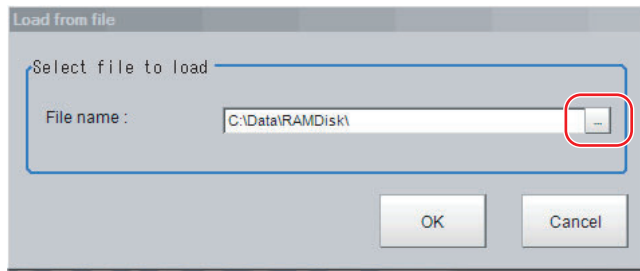 Load from file
Select file to load
File name :
C:\Data\RAMDisk\
...
OK
Cancel